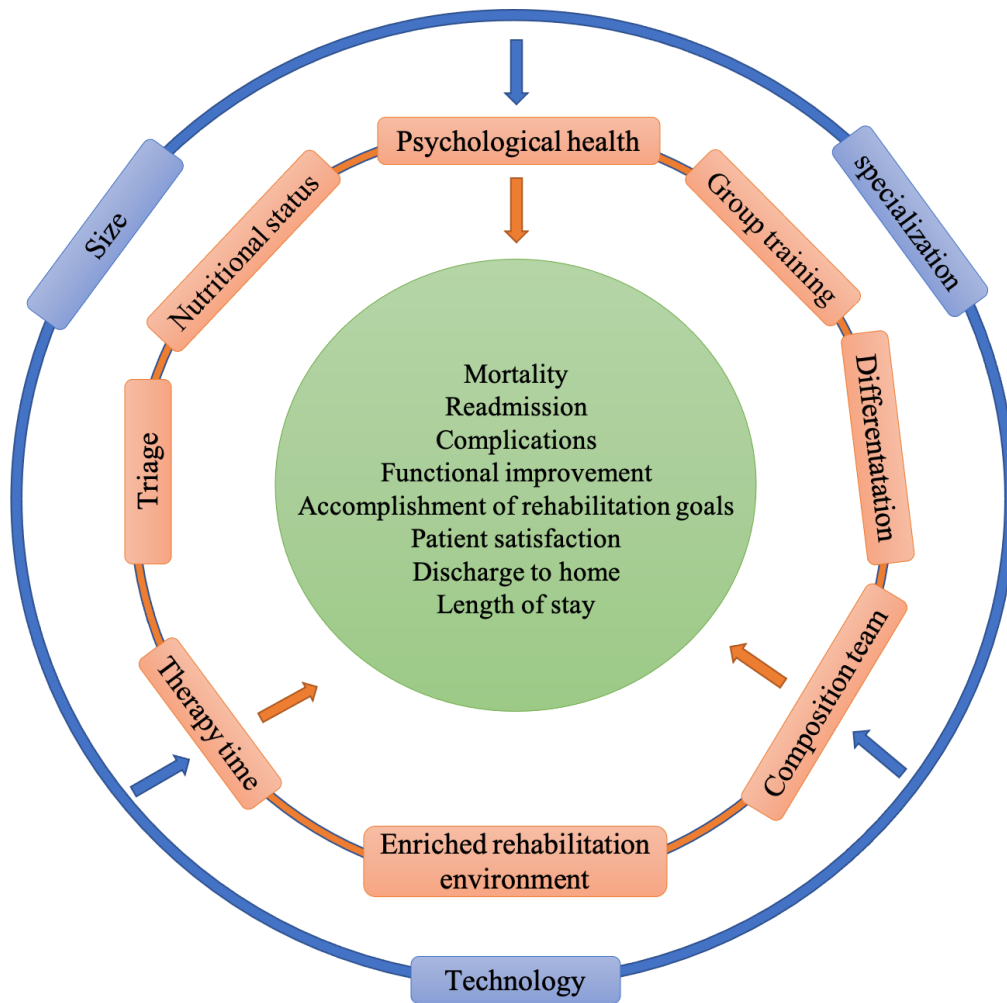 Psychological health
Size
specialization
Nutritional status
Group training
Triage
Differentatation
Mortality
Readmission
Complications
Functional improvement
Accomplishment of rehabilitation goals
Patient satisfaction
Discharge to home
Length of stay
Therapy time
Composition team
Enriched rehabilitation
environment
Technology